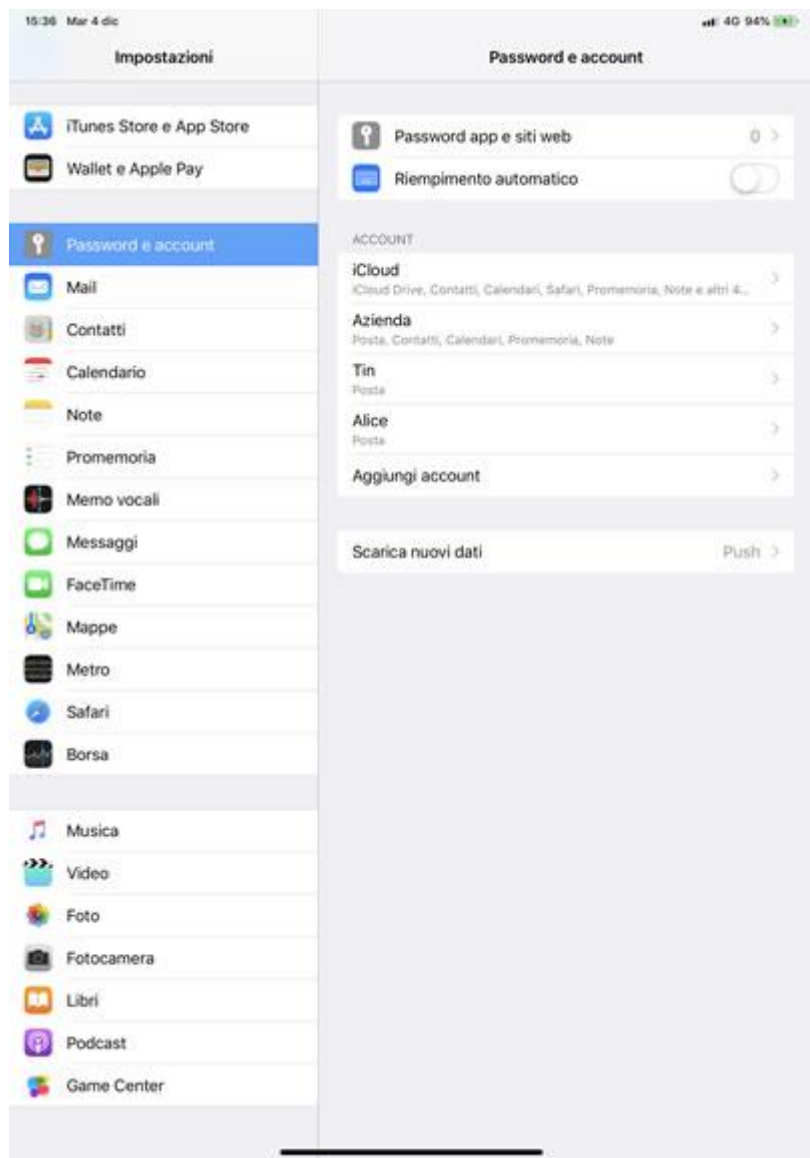 15:36 Mar 4 dic
4G 94%
Impostazioni
iTunes Store e App Store
Wallet e Apple Pay
Password e account
Mail
Contatti
Calendario
Note
Promemoria
Memo vocali
Messaggi
FaceTime
Mappe
Metro
Safari
Borsa
Musica
Video
Foto
Fotocamera
Libri
Podcast
Game Center
Password e account
Password app e siti web 0
Riempimento automatico
ACCOUNT
iCloud
iCloud Drive, Contatti, Calendari, Safari, Promemoria, Note e altri 4...
Azienda
Posta, Contatti, Calendari, Promemoria, Note
Tin
Posta
Alice
Posta
Aggiungi account
Scarica nuovi dati Push